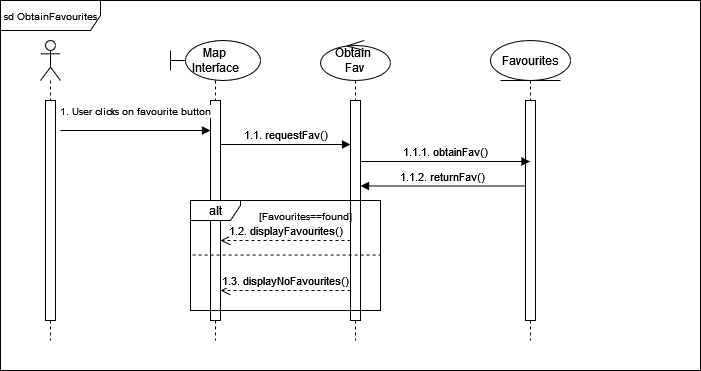 sd ObtainFavourites
Map
Interface
Obtain
Fav
Favourites
1. User clicks on favourite button
1.1. requestFav()
1.1.1. obtainFav()
1.1.2. returnFav()
alt
[Favourites==found]
1.2. displayFavourites()
1.3. displayNoFavourites()